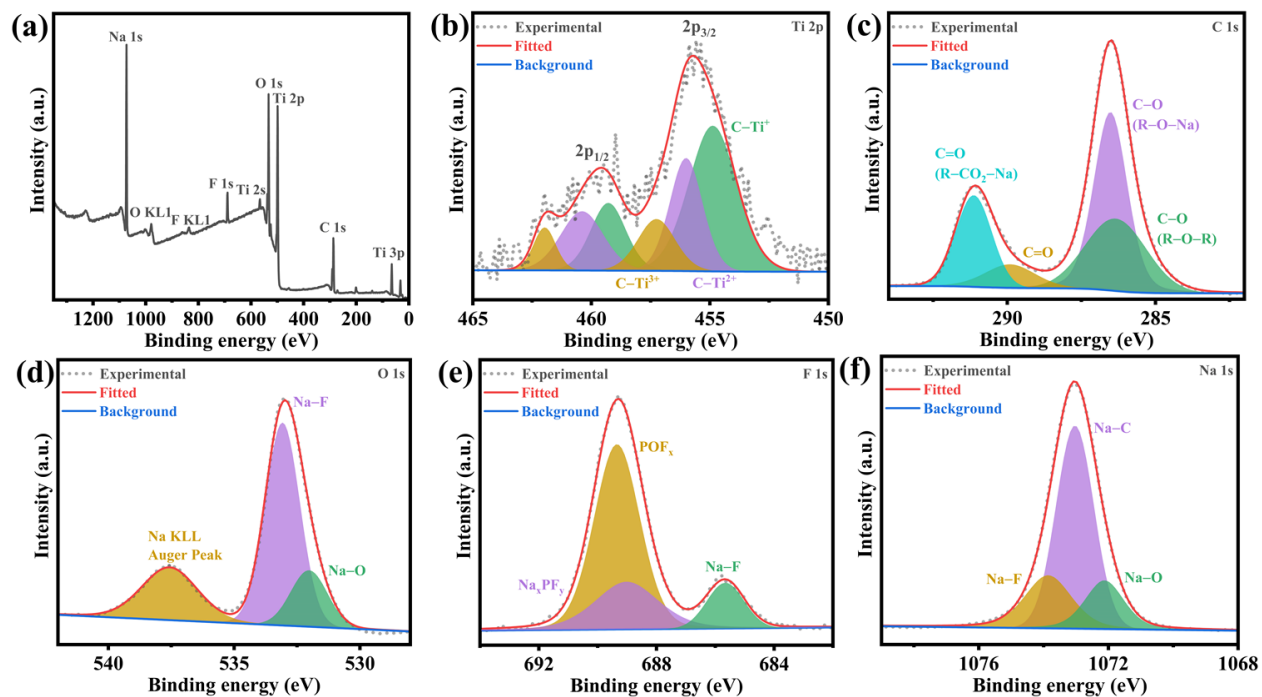 (a)
Na 1s
O 1s
Ti 2p
F 1s
Ti 2s
O KL1
F KL1
C 1s
Ti 3p
Intensity (a.u.)
1200 1000 800 600 400 200 0
Binding energy (eV)
(b)
Experimental
Fitted
Background
Ti 2p
2p3/2
2p1/2
C–Ti+
C–Ti3+
C–Ti2+
Intensity (a.u.)
465 460 455 450
Binding energy (eV)
(c)
Experimental
Fitted
Background
C 1s
C–O
(R–O–Na)
C=O
(R–CO2–Na)
C–O
(R–O–R)
C=O
Intensity (a.u.)
290 285
Binding energy (eV)
(d)
Experimental
Fitted
Background
O 1s
Na–F
Na KLL
Auger Peak
Na–O
Intensity (a.u.)
540 535 530
Binding energy (eV)
(e)
Experimental
Fitted
Background
F 1s
POFx
NaxPFy
Na–F
Intensity (a.u.)
692 688 684
Binding energy (eV)
(f)
Experimental
Fitted
Background
Na 1s
Na–C
Na–F
Na–O
Intensity (a.u.)
1076 1072 1068
Binding energy (eV)